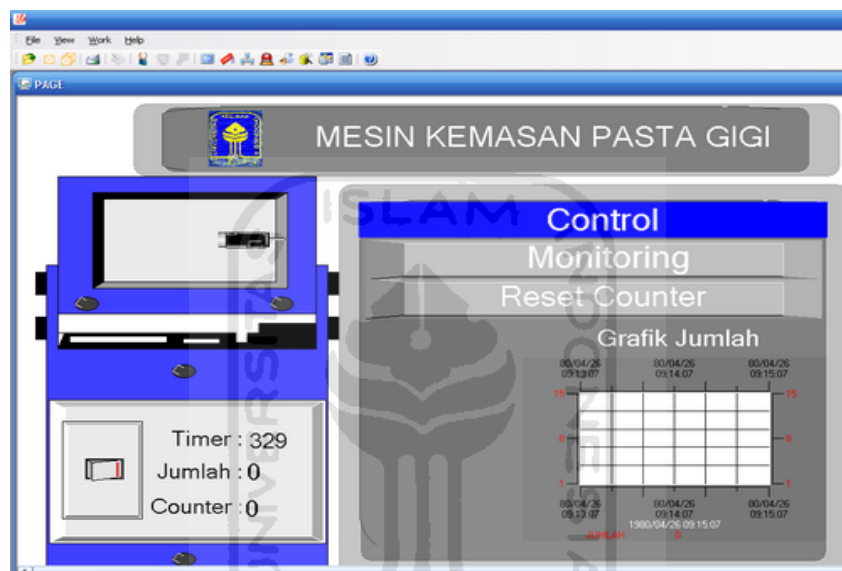 File View Work Help
PAGE
MESIN KEMASAN PASTA GIGI
Control
Monitoring
Reset Counter
Grafik Jumlah
80/04/26 80/04/26 80/04/26
09:13:07 09:14:07 09:15:07
15 15
8 8
1 1
80/04/26 80/04/26 80/04/26
09:13:07 09:14:07 09:15:07
1980/04/26 09:15:07
JUMLAH 0
Timer : 329
Jumlah : 0
Counter : 0
ISLAM
UNIVERSITAS
INDONESIA